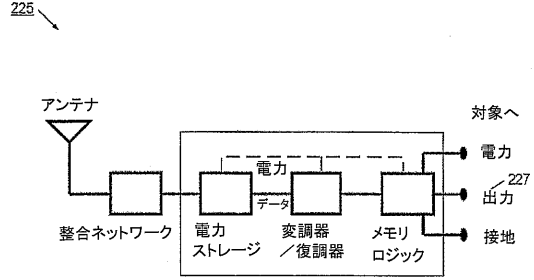 225
アンテナ
対象へ
電力
電力
データ
227
出力
整合ネットワーク
電力
ストレージ
変調器
／復調器
メモリ
ロジック
接地